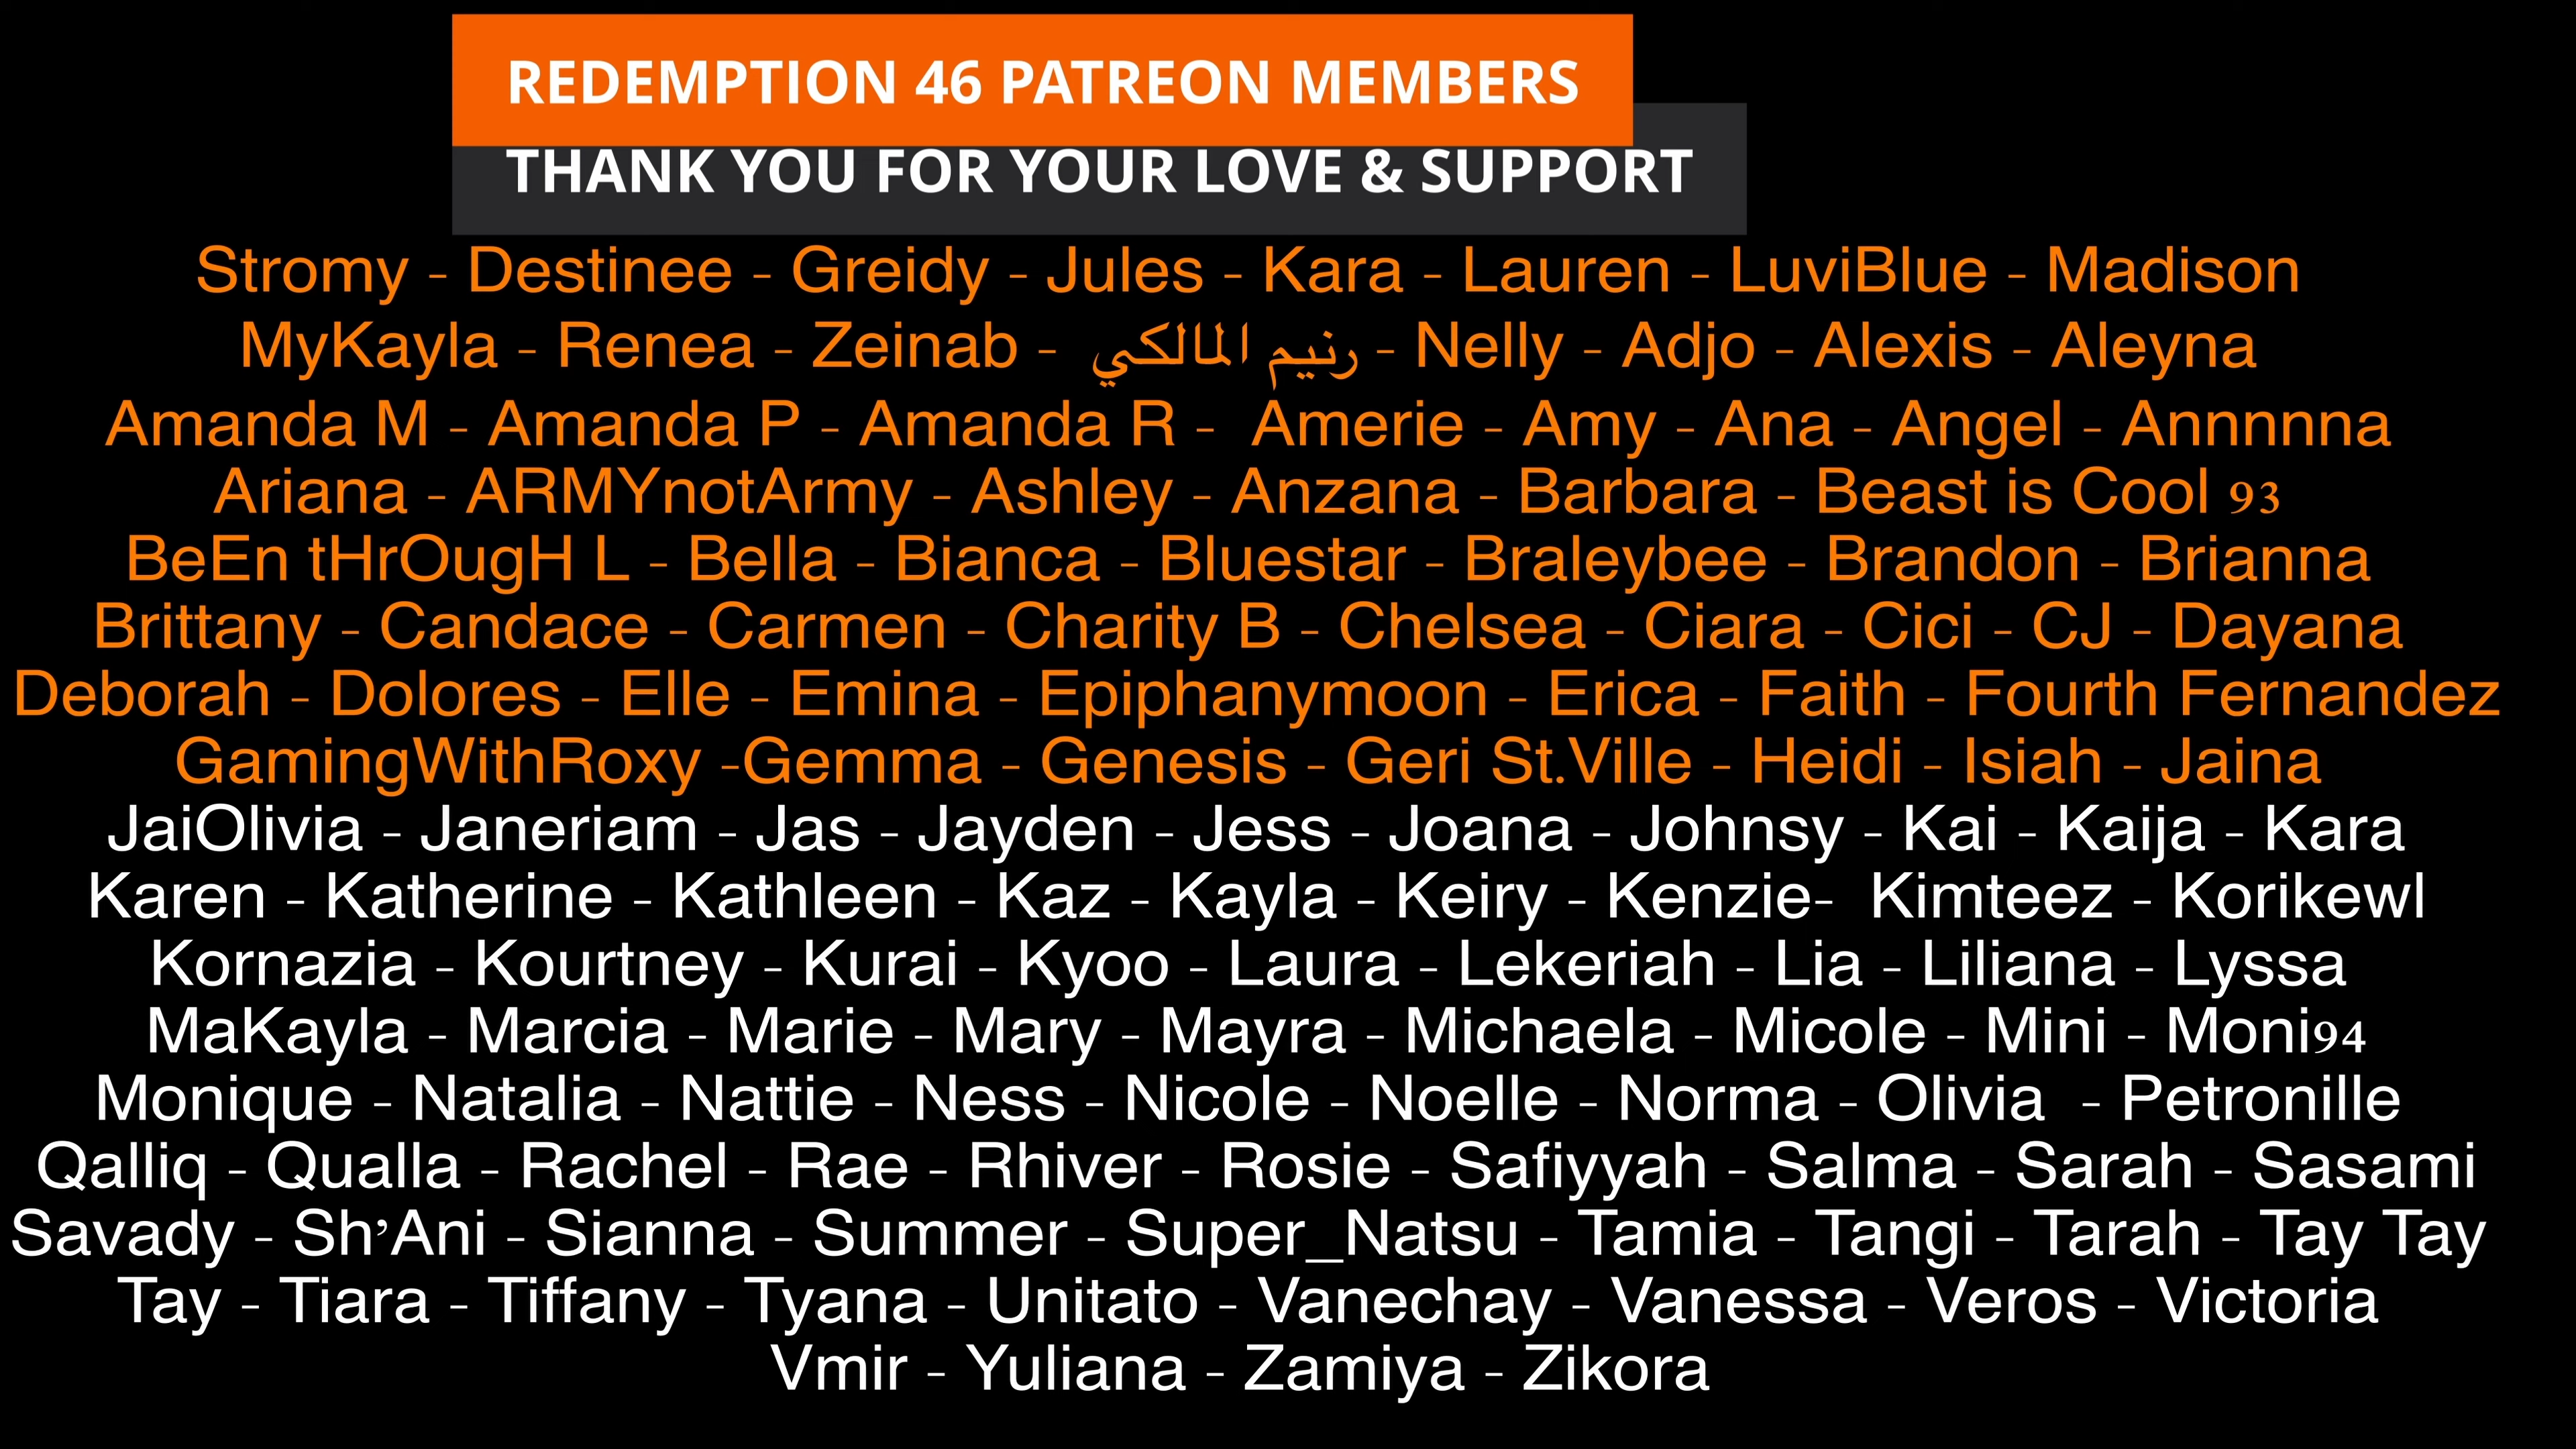 REDEMPTION 46 PATREON MEMBERS
THANK YOU FOR YOUR LOVE & SUPPORT
Stromy - Destinee - Greidy - Jules - Kara - Lauren - LuviBlue - Madison
MyKayla - Renea - Zeinab - رنيم المالكي - Nelly - Adjo - Alexis - Aleyna
Amanda M - Amanda P - Amanda R - Amerie - Amy - Ana - Angel - Annnnna
Ariana - ARMYnotArmy - Ashley - Anzana - Barbara - Beast is Cool 93
BeEn tHrOugH L - Bella - Bianca - Bluestar - Braleybee - Brandon - Brianna
Brittany - Candace - Carmen - Charity B - Chelsea - Ciara - Cici - CJ - Dayana
Deborah - Dolores - Elle - Emina - Epiphanymoon - Erica - Faith - Fourth Fernandez
GamingWithRoxy -Gemma - Genesis - Geri St.Ville - Heidi - Isiah - Jaina
JaiOlivia - Janeriam - Jas - Jayden - Jess - Joana - Johnsy - Kai - Kaija - Kara
Karen - Katherine - Kathleen - Kaz - Kayla - Keiry - Kenzie- Kimteez - Korikewl
Kornazia - Kourtney - Kurai - Kyoo - Laura - Lekeriah - Lia - Liliana - Lyssa
MaKayla - Marcia - Marie - Mary - Mayra - Michaela - Micole - Mini - Moni94
Monique - Natalia - Nattie - Ness - Nicole - Noelle - Norma - Olivia - Petronille
Qalliq - Qualla - Rachel - Rae - Rhiver - Rosie - Safiyyah - Salma - Sarah - Sasami
Savady - Sh’Ani - Sianna - Summer - Super_Natsu - Tamia - Tangi - Tarah - Tay Tay
Tay - Tiara - Tiffany - Tyana - Unitato - Vanechay - Vanessa - Veros - Victoria
Vmir - Yuliana - Zamiya - Zikora